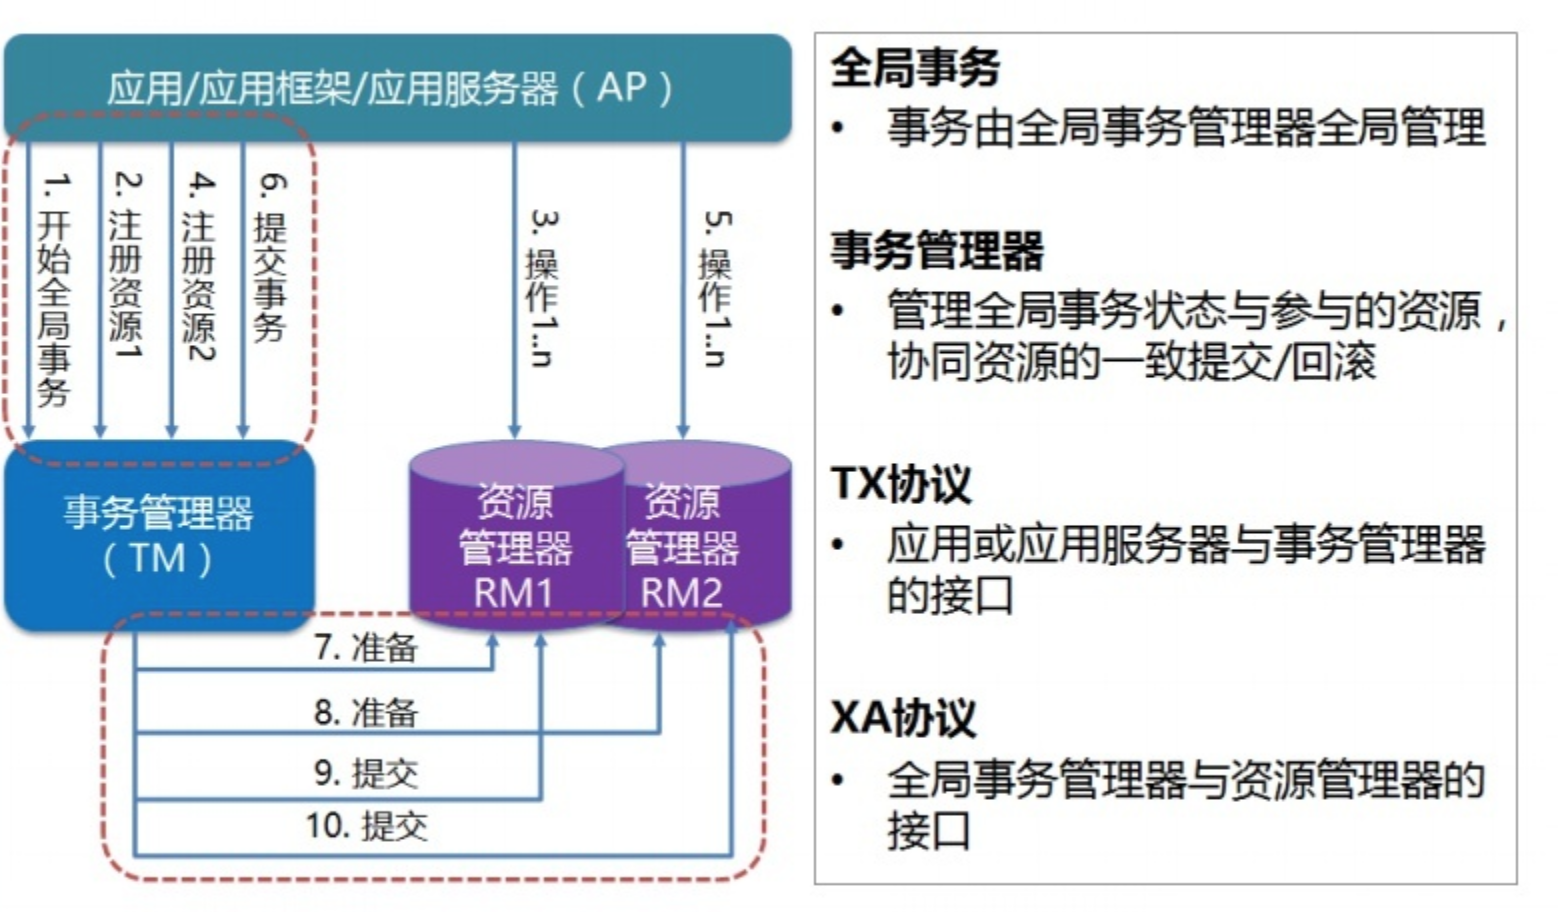 应用/应用框架/应用服务器（AP）
1. 开始全局事务
2. 注册资源1
4. 注册资源2
6. 提交事务
3. 操作1..n
5. 操作1..n
事务管理器
（TM）
资源
管理器
RM1
资源
管理器
RM2
7. 准备
8. 准备
9. 提交
10. 提交
全局事务
• 事务由全局事务管理器全局管理
事务管理器
• 管理全局事务状态与参与的资源，
协同资源的一致提交/回滚
TX协议
• 应用或应用服务器与事务管理器
的接口
XA协议
• 全局事务管理器与资源管理器的
接口